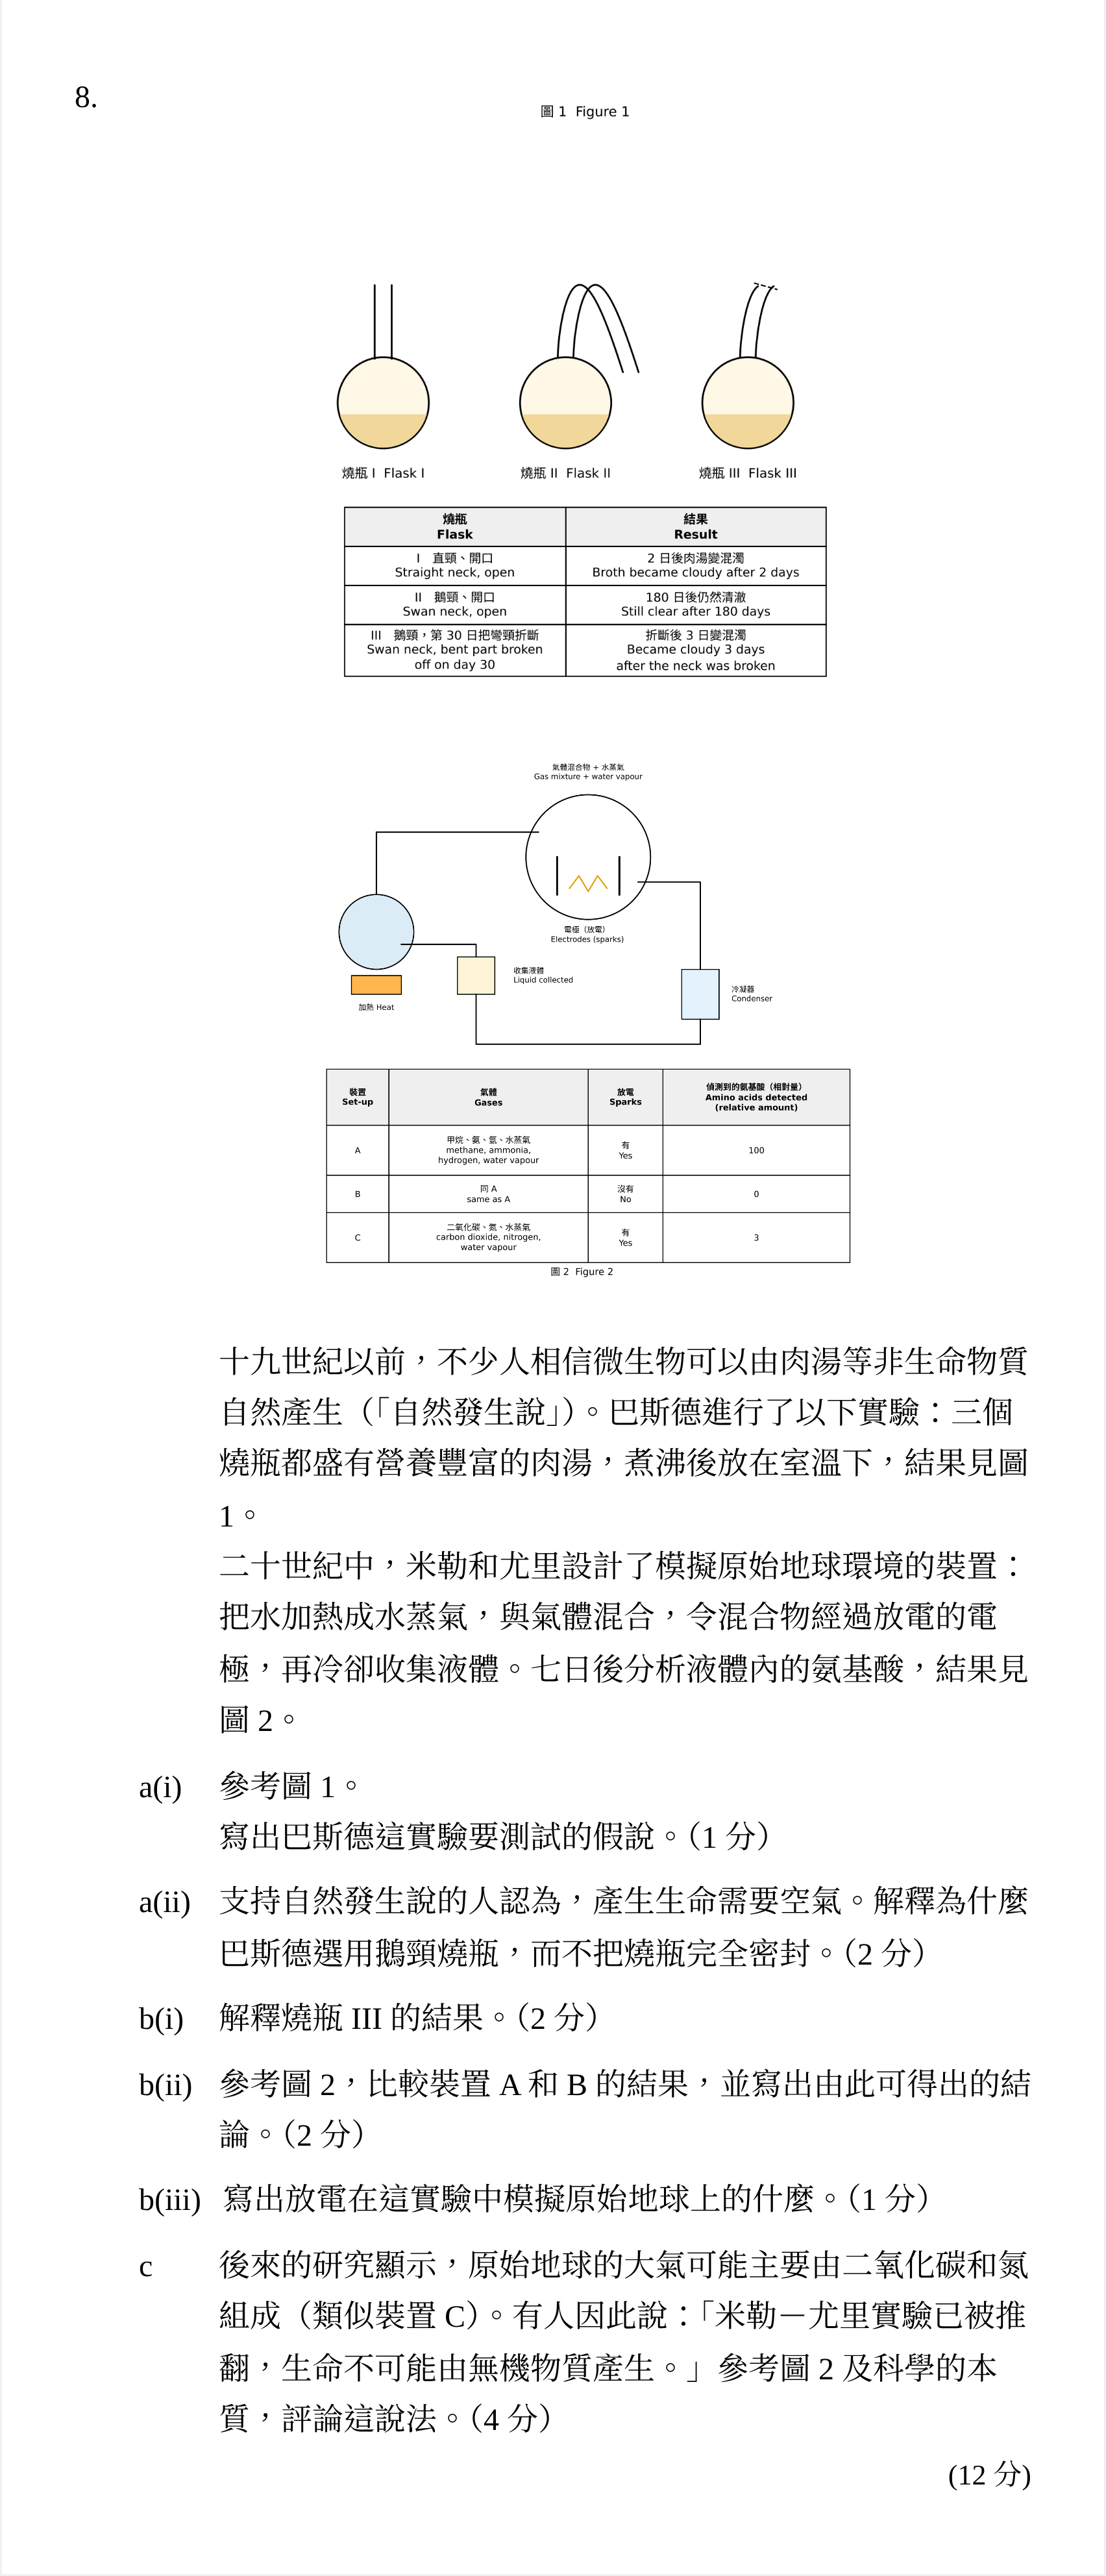 8.
圖 1  Figure 1
燒瓶 I  Flask I
燒瓶 II  Flask II
燒瓶 III  Flask III
燒瓶
Flask
結果
Result
I  直頸、開口
Straight neck, open
2 日後肉湯變混濁
Broth became cloudy after 2 days
II  鵝頸、開口
Swan neck, open
180 日後仍然清澈
Still clear after 180 days
III  鵝頸，第 30 日把彎頸折斷
Swan neck, bent part broken
off on day 30
折斷後 3 日變混濁
Became cloudy 3 days
after the neck was broken
氣體混合物 + 水蒸氣
Gas mixture + water vapour
電極（放電）
Electrodes (sparks)
收集液體
Liquid collected
冷凝器
Condenser
加熱 Heat
裝置
Set-up
氣體
Gases
放電
Sparks
偵測到的氨基酸（相對量）
Amino acids detected
(relative amount)
A
甲烷、氨、氫、水蒸氣
methane, ammonia,
hydrogen, water vapour
有
Yes
100
B
同 A
same as A
沒有
No
0
C
二氧化碳、氮、水蒸氣
carbon dioxide, nitrogen,
water vapour
有
Yes
3
圖 2  Figure 2
十九世紀以前，不少人相信微生物可以由肉湯等非生命物質
自然產生（「自然發生說」）。巴斯德進行了以下實驗：三個
燒瓶都盛有營養豐富的肉湯，煮沸後放在室溫下，結果見圖
1。
二十世紀中，米勒和尤里設計了模擬原始地球環境的裝置：
把水加熱成水蒸氣，與氣體混合，令混合物經過放電的電
極，再冷卻收集液體。七日後分析液體內的氨基酸，結果見
圖 2。
a(i) 參考圖 1。
寫出巴斯德這實驗要測試的假說。（1 分）
a(ii) 支持自然發生說的人認為，產生生命需要空氣。解釋為什麼
巴斯德選用鵝頸燒瓶，而不把燒瓶完全密封。（2 分）
b(i) 解釋燒瓶 III 的結果。（2 分）
b(ii) 參考圖 2，比較裝置 A 和 B 的結果，並寫出由此可得出的結
論。（2 分）
b(iii) 寫出放電在這實驗中模擬原始地球上的什麼。（1 分）
c 後來的研究顯示，原始地球的大氣可能主要由二氧化碳和氮
組成（類似裝置 C）。有人因此說：「米勒－尤里實驗已被推
翻，生命不可能由無機物質產生。」參考圖 2 及科學的本
質，評論這說法。（4 分）
(12 分)